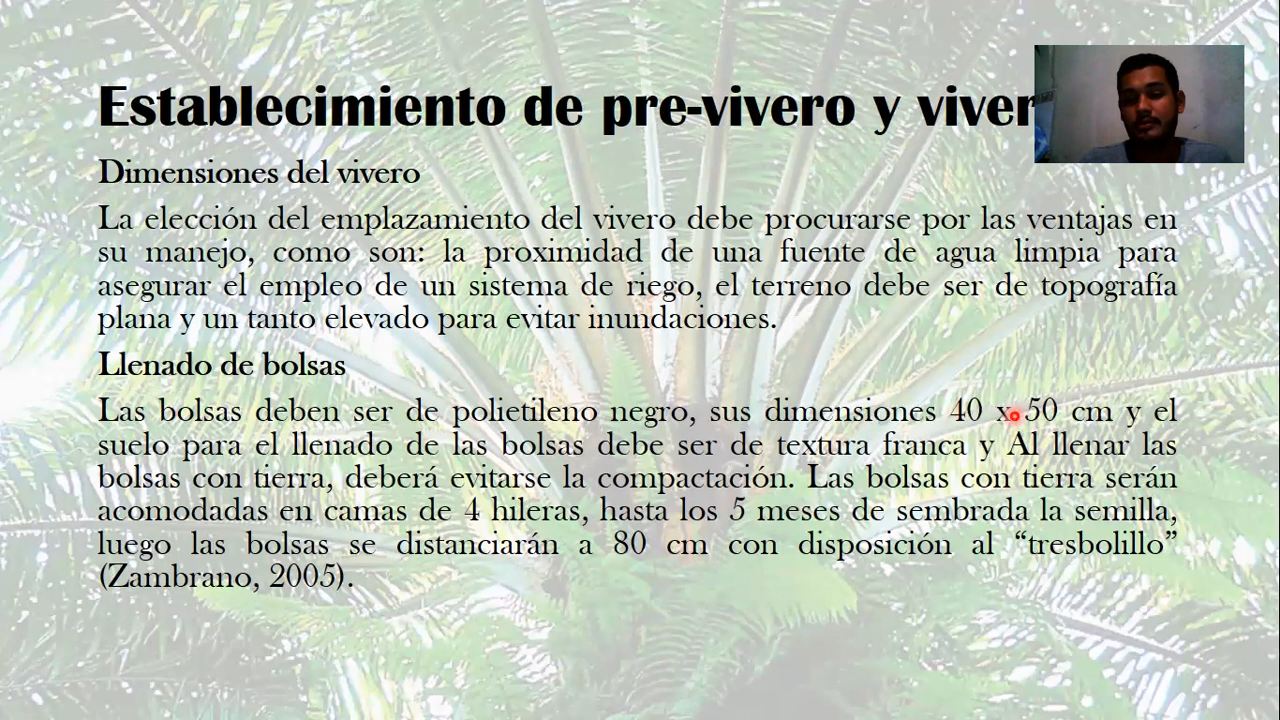 Establecimiento de pre-vivero y viver
Dimensiones del vivero
La elección del emplazamiento del vivero debe procurarse por las ventajas en
su manejo, como son: la proximidad de una fuente de agua limpia para
asegurar el empleo de un sistema de riego, el terreno debe ser de topografía
plana y un tanto elevado para evitar inundaciones.
Llenado de bolsas
Las bolsas deben ser de polietileno negro, sus dimensiones 40 x 50 cm y el
suelo para el llenado de las bolsas debe ser de textura franca y Al llenar las
bolsas con tierra, deberá evitarse la compactación. Las bolsas con tierra serán
acomodadas en camas de 4 hileras, hasta los 5 meses de sembrada la semilla,
luego las bolsas se distanciarán a 80 cm con disposición al “tresbolillo”
(Zambrano, 2005).